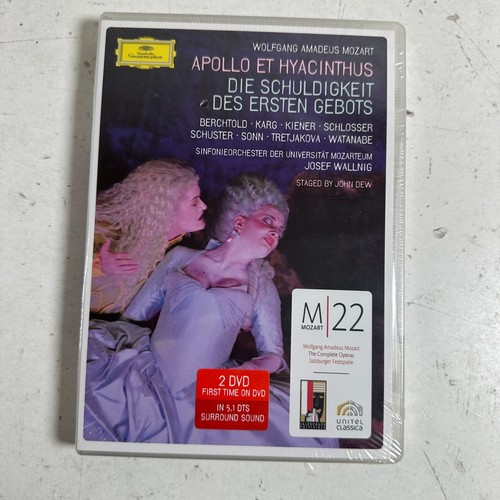 Deutsche
Grammophon
WOLFGANG AMADEUS MOZART
APOLLO ET HYACINTHUS
DIE SCHULDIGKEIT
DES ERSTEN GEBOTS
BERCHTOLD · KARG · KIENER · SCHLOSSER
SCHUSTER · SONN · TRETJAKOVA · WATANABE
SINFONIEORCHESTER DER UNIVERSITÄT MOZARTEUM
JOSEF WALLNIG
STAGED BY JOHN DEW
M|22
MOZART
Wolfgang Amadeus Mozart
The Complete Operas
Salzburger Festspiele
2 DVD
FIRST TIME ON DVD
IN 5.1 DTS
SURROUND SOUND
UNITEL
CLASSICA